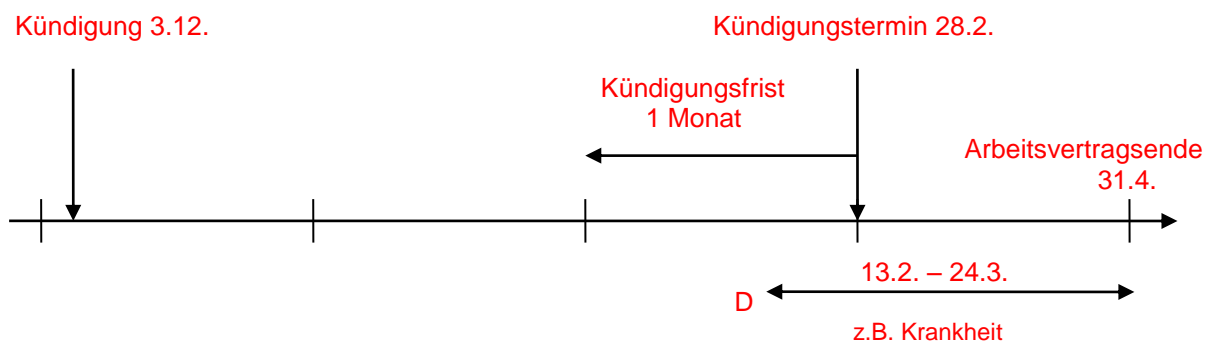 Kündigung 3.12.
Kündigungstermin 28.2.
Kündigungsfrist
1 Monat
Arbeitsvertragsende
31.4.
13.2. – 24.3.
D
z.B. Krankheit